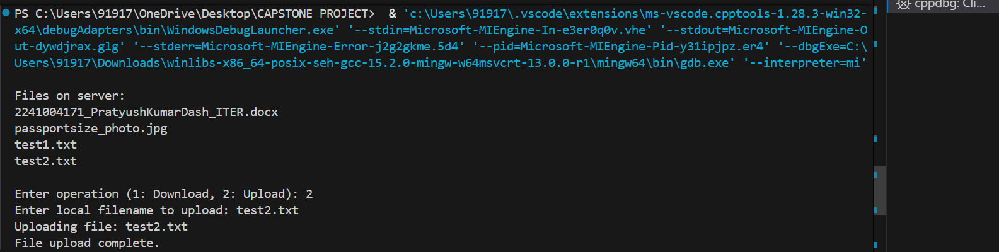 PS C:\Users\91917\OneDrive\Desktop\CAPSTONE PROJECT>  & 'c:\Users\91917\.vscode\extensions\ms-vscode.cpptools-1.28.3-win32-
x64\debugAdapters\bin\WindowsDebugLauncher.exe' '--stdin=Microsoft-MIEngine-In-e3er0q0v.vhe' '--stdout=Microsoft-MIEngine-O
ut-dywdjrax.glg' '--stderr=Microsoft-MIEngine-Error-j2g2gkme.5d4' '--pid=Microsoft-MIEngine-Pid-y31ipjpz.er4' '--dbgExe=C:\
Users\91917\Downloads\winlibs-x86_64-posix-seh-gcc-15.2.0-mingw-w64msvcrt-13.0.0-r1\mingw64\bin\gdb.exe' '--interpreter=mi'
Files on server:
2241004171_PratyushKumarDash_ITER.docx
passportsize_photo.jpg
test1.txt
test2.txt
Enter operation (1: Download, 2: Upload): 2
Enter local filename to upload: test2.txt
Uploading file: test2.txt
File upload complete.
cppdbg: Cli...